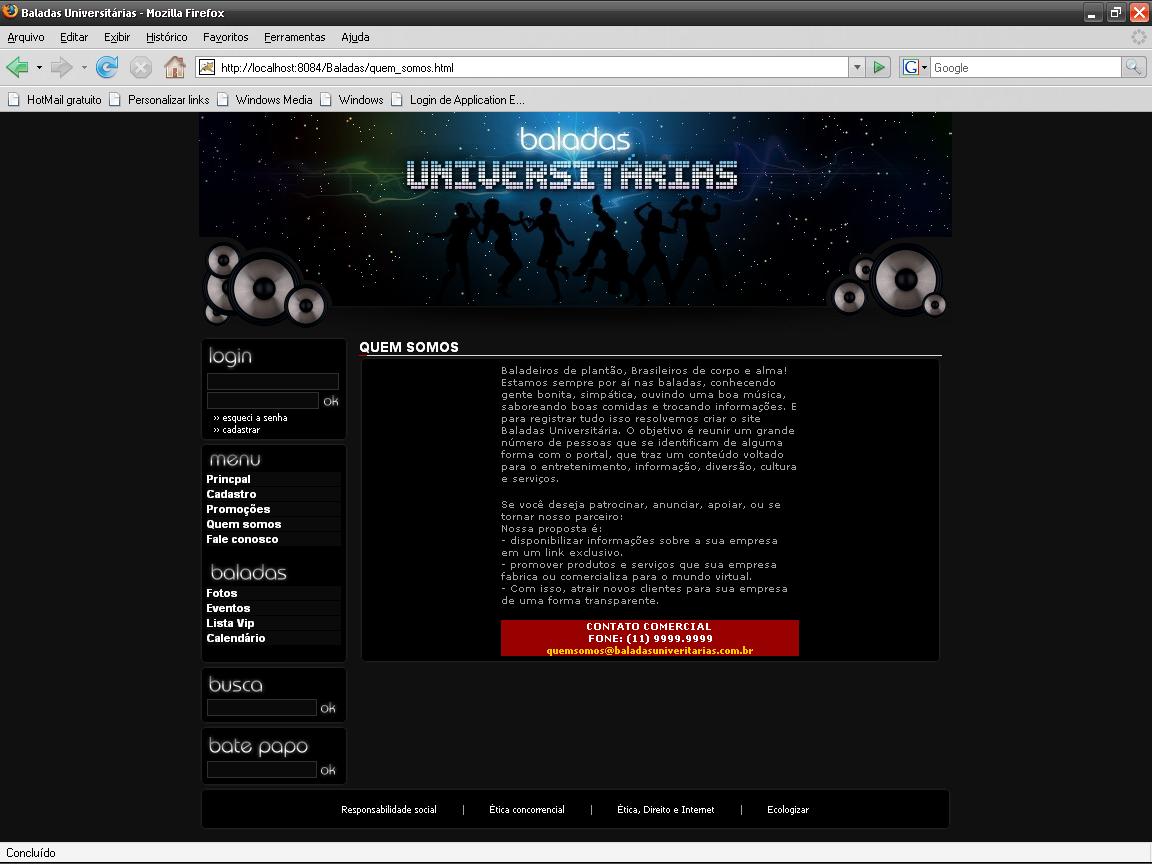 Baladas Universitárias - Mozilla Firefox
Arquivo Editar Exibir Histórico Favoritos Ferramentas Ajuda
http://localhost:8084/Baladas/quem_somos.html
G Google
HotMail gratuito Personalizar links Windows Media Windows Login de Application E...
baladas
UNIVERSITÁRIAS
login
ok
» esqueci a senha
» cadastrar
menu
Princpal
Cadastro
Promoções
Quem somos
Fale conosco
baladas
Fotos
Eventos
Lista Vip
Calendário
busca
ok
bate papo
ok
QUEM SOMOS
Baladeiros de plantão, Brasileiros de corpo e alma!
Estamos sempre por aí nas baladas, conhecendo
gente bonita, simpática, ouvindo uma boa música,
saboreando boas comidas e trocando informações. E
para registrar tudo isso resolvemos criar o site
Baladas Universitária. O objetivo é reunir um grande
número de pessoas que se identificam de alguma
forma com o portal, que traz um conteúdo voltado
para o entretenimento, informação, diversão, cultura
e serviços.
Se você deseja patrocinar, anunciar, apoiar, ou se
tornar nosso parceiro:
Nossa proposta é:
- disponibilizar informações sobre a sua empresa
em um link exclusivo.
- promover produtos e serviços que sua empresa
fabrica ou comercializa para o mundo virtual.
- Com isso, atrair novos clientes para sua empresa
de uma forma transparente.
CONTATO COMERCIAL
FONE: (11) 9999.9999
quemsomos@baladasuniveritarias.com.br
Responsabilidade social | Ética concorrencial | Ética, Direito e Internet | Ecologizar
Concluído